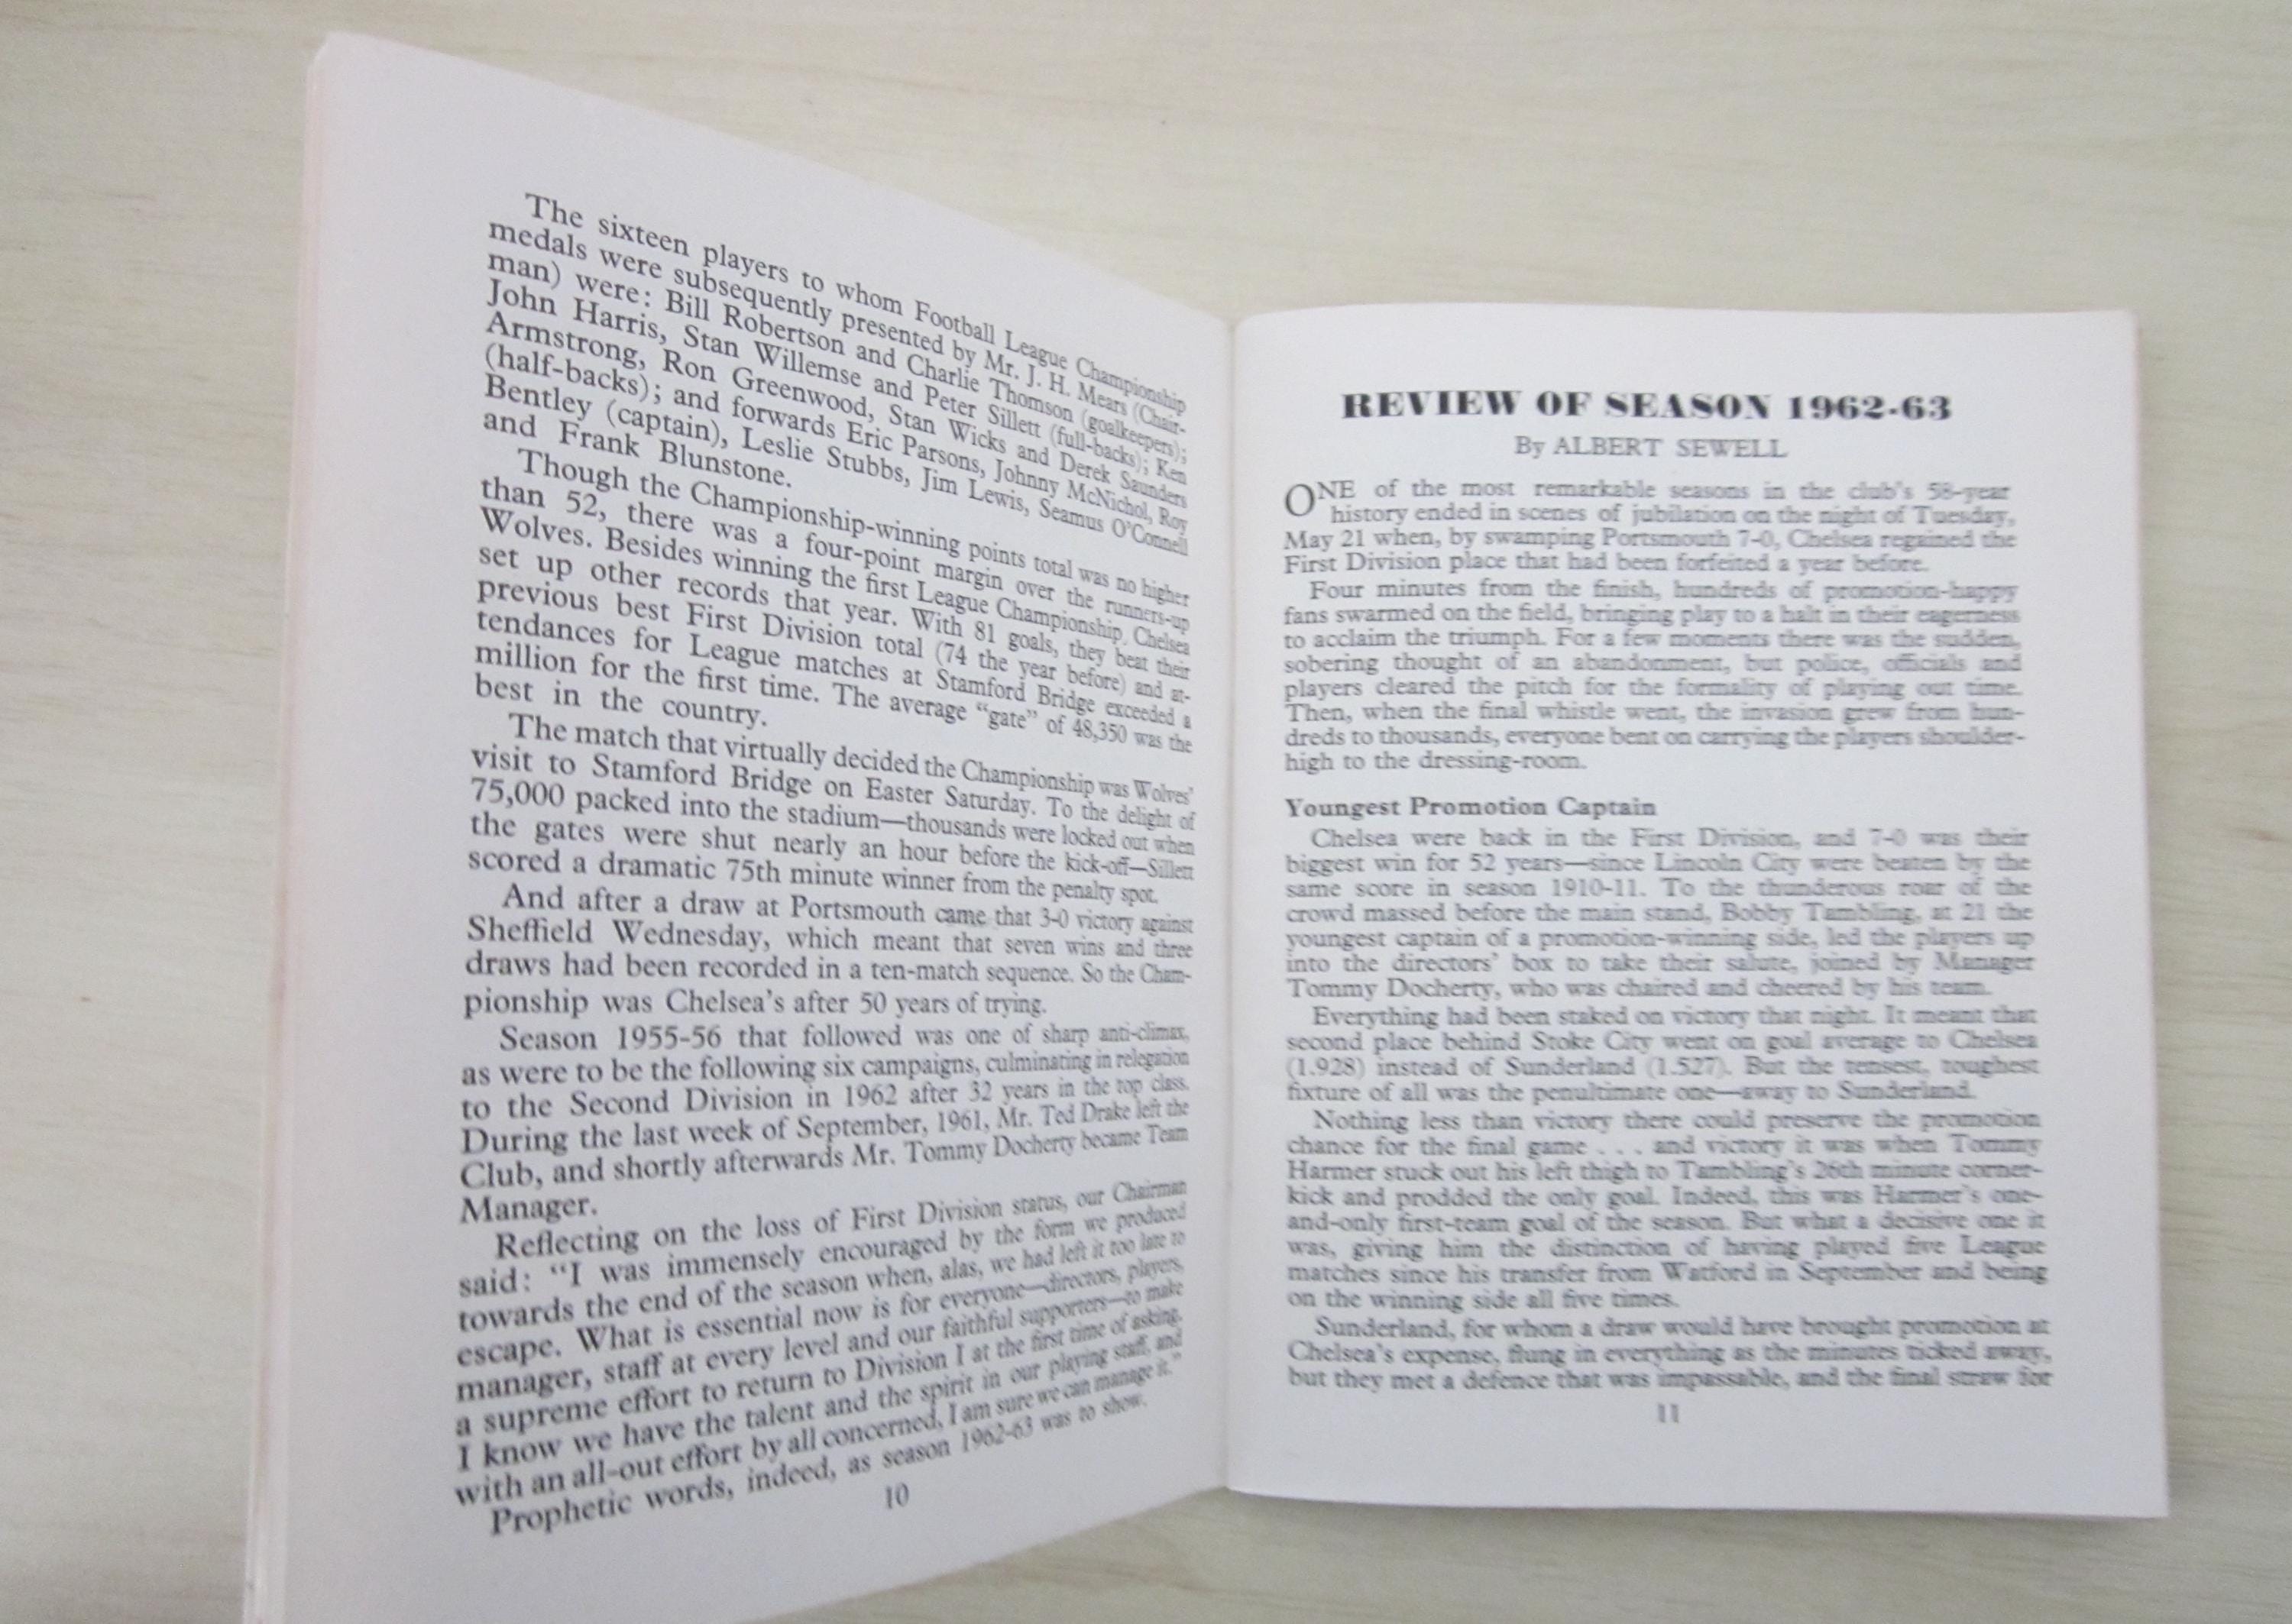 The sixteen players to whom Football League Championship
medals were subsequently presented by Mr. J. H. Mears (Chair-
man) were: Bill Robertson and Charlie Thomson (goalkeepers);
John Harris, Stan Willemse and Peter Sillett (full-backs); Ken
Armstrong, Ron Greenwood, Stan Wicks and Derek Saunders
(half-backs); and forwards Eric Parsons, Johnny McNichol, Roy
Bentley (captain), Leslie Stubbs, Jim Lewis, Seamus O'Connell
and Frank Blunstone.
Though the Championship-winning points total was no higher
than 52, there was a four-point margin over the runners-up
Wolves. Besides winning the first League Championship, Chelsea
set up other records that year. With 81 goals, they beat their
previous best First Division total (74 the year before) and at-
tendances for League matches at Stamford Bridge exceeded a
million for the first time. The average "gate" of 48,350 was the
best in the country.
The match that virtually decided the Championship was Wolves'
visit to Stamford Bridge on Easter Saturday. To the delight of
75,000 packed into the stadium—thousands were locked out when
the gates were shut nearly an hour before the kick-off—Sillett
scored a dramatic 75th minute winner from the penalty spot.
And after a draw at Portsmouth came that 3-0 victory against
Sheffield Wednesday, which meant that seven wins and three
draws had been recorded in a ten-match sequence. So the Cham-
pionship was Chelsea's after 50 years of trying.
Season 1955-56 that followed was one of sharp anti-climax,
as were to be the following six campaigns, culminating in relegation
to the Second Division in 1962 after 32 years in the top class.
During the last week of September, 1961, Mr. Ted Drake left the
Club, and shortly afterwards Mr. Tommy Docherty became Team
Manager.
Reflecting on the loss of First Division status, our Chairman
said: "I was immensely encouraged by the form we produced
towards the end of the season when, alas, we had left it too late to
escape. What is essential now is for everyone—directors, players,
manager, staff at every level and our faithful supporters—to make
a supreme effort to return to Division I at the first time of asking.
I know we have the talent and the spirit in our playing staff, and
with an all-out effort by all concerned, I am sure we can manage it."
Prophetic words, indeed, as season 1962-63 was to show.
10
REVIEW OF SEASON 1962-63
By ALBERT SEWELL
ONE of the most remarkable seasons in the club's 58-year
history ended in scenes of jubilation on the night of Tuesday,
May 21 when, by swamping Portsmouth 7-0, Chelsea regained the
First Division place that had been forfeited a year before.
Four minutes from the finish, hundreds of promotion-happy
fans swarmed on the field, bringing play to a halt in their eagerness
to acclaim the triumph. For a few moments there was the sudden,
sobering thought of an abandonment, but police, officials and
players cleared the pitch for the formality of playing out time.
Then, when the final whistle went, the invasion grew from hun-
dreds to thousands, everyone bent on carrying the players shoulder-
high to the dressing-room.
Youngest Promotion Captain
Chelsea were back in the First Division, and 7-0 was their
biggest win for 52 years—since Lincoln City were beaten by the
same score in season 1910-11. To the thunderous roar of the
crowd massed before the main stand, Bobby Tambling, at 21 the
youngest captain of a promotion-winning side, led the players up
into the directors' box to take their salute, joined by Manager
Tommy Docherty, who was chaired and cheered by his team.
Everything had been staked on victory that night. It meant that
second place behind Stoke City went on goal average to Chelsea
(1.928) instead of Sunderland (1.527). But the tensest, toughest
fixture of all was the penultimate one—away to Sunderland.
Nothing less than victory there could preserve the promotion
chance for the final game . . . and victory it was when Tommy
Harmer stuck out his left thigh to Tambling's 26th minute corner-
kick and prodded the only goal. Indeed, this was Harmer's one-
and-only first-team goal of the season. But what a decisive one it
was, giving him the distinction of having played five League
matches since his transfer from Watford in September and being
on the winning side all five times.
Sunderland, for whom a draw would have brought promotion at
Chelsea's expense, flung in everything as the minutes ticked away,
but they met a defence that was impassable, and the final straw for
11